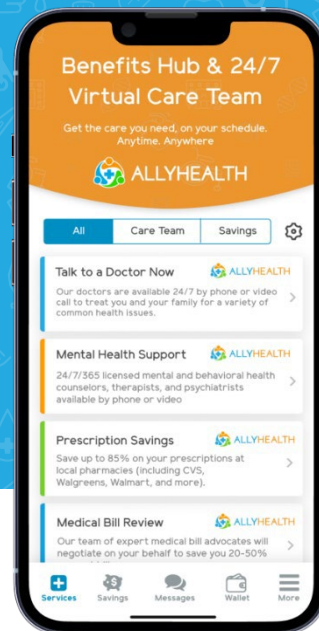 Benefits Hub & 24/7
Virtual Care Team
Get the care you need, on your schedule.
Anytime. Anywhere
ALLYHEALTH
All Care Team Savings
Talk to a Doctor Now ALLYHEALTH
Our doctors are available 24/7 by phone or video
call to treat you and your family for a variety of
common health issues.
Mental Health Support ALLYHEALTH
24/7/365 licensed mental and behavioral health
counselors, therapists, and psychiatrists
available by phone or video
Prescription Savings ALLYHEALTH
Save up to 85% on your prescriptions at
local pharmacies (including CVS,
Walgreens, Walmart, and more).
Medical Bill Review ALLYHEALTH
Our team of expert medical bill advocates will
negotiate on your behalf to save you 20-50%
Services Savings Messages Wallet More